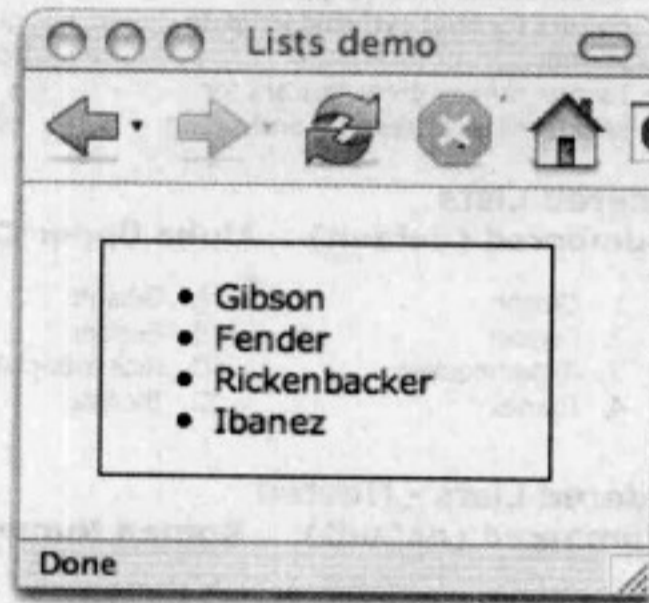 Lists demo
• Gibson
• Fender
• Rickenbacker
• Ibanez
Done